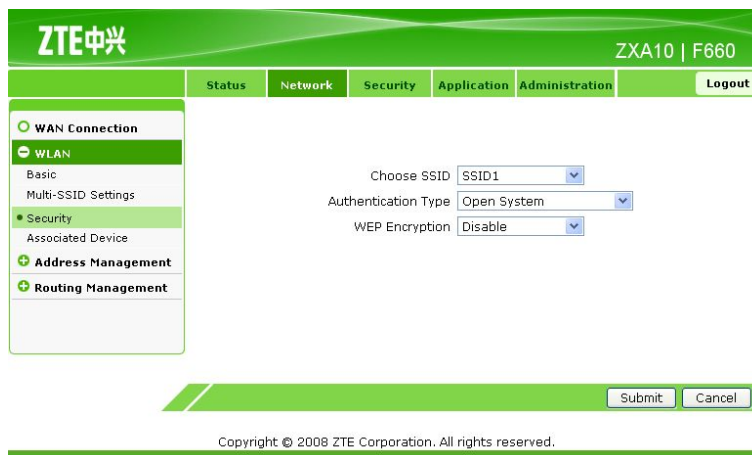 ZTE中兴
ZXA10 | F660
Status Network Security Application Administration Logout
WAN Connection
WLAN
Basic
Multi-SSID Settings
Security
Associated Device
Address Management
Routing Management
Choose SSID SSID1
Authentication Type Open System
WEP Encryption Disable
Submit Cancel
Copyright © 2008 ZTE Corporation. All rights reserved.